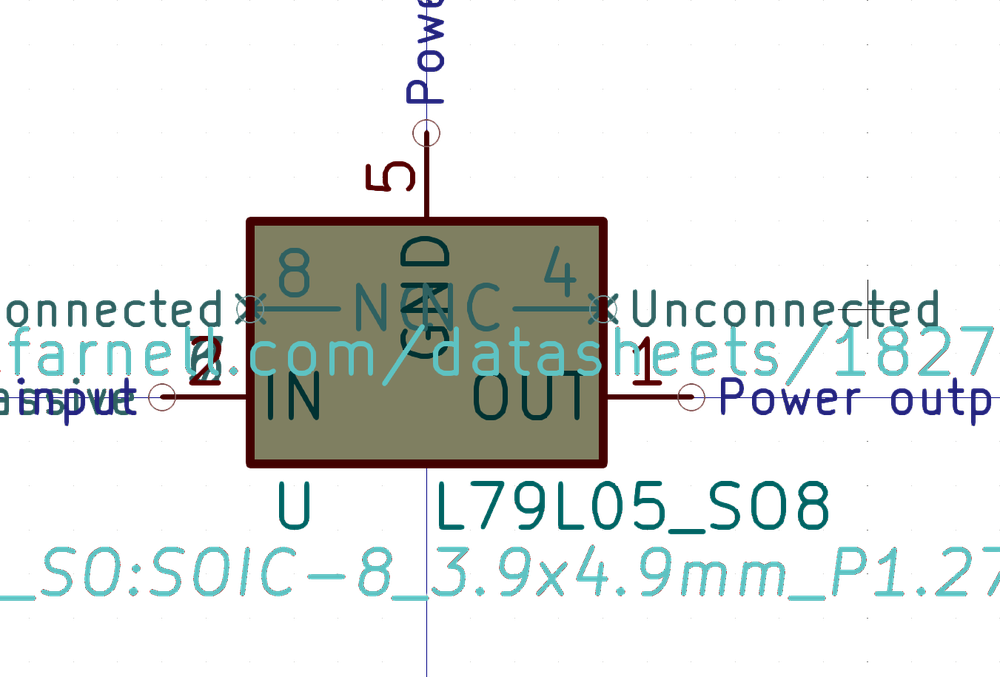 Powe
5
8 4
onnected NC NC Unconnected
GND
farnell.com/datasheets/1827
2 1
input IN OUT Power outp
U L79L05_SO8
_SO:SOIC-8_3.9x4.9mm_P1.27